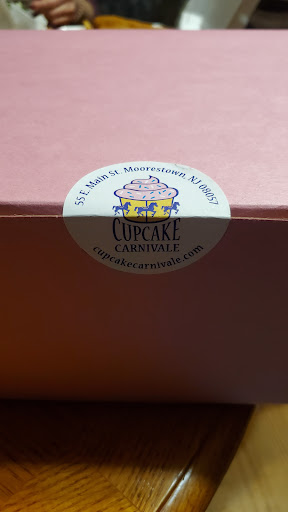 55 E. Main St. Moorestown, NJ 08057
CUPCAKE
CARNIVALE
cupcakecarnivale.com